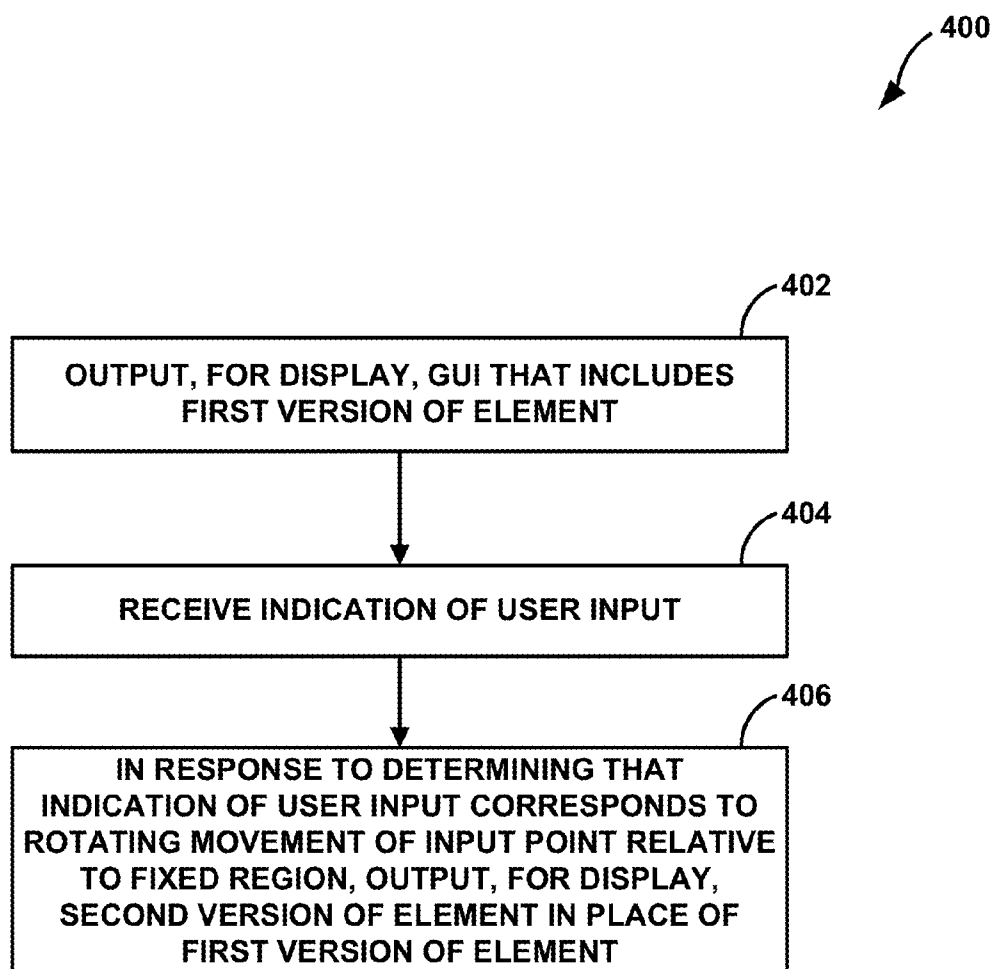 400
402
OUTPUT, FOR DISPLAY, GUI THAT INCLUDES
FIRST VERSION OF ELEMENT
404
RECEIVE INDICATION OF USER INPUT
406
IN RESPONSE TO DETERMINING THAT
INDICATION OF USER INPUT CORRESPONDS TO
ROTATING MOVEMENT OF INPUT POINT RELATIVE
TO FIXED REGION, OUTPUT, FOR DISPLAY,
SECOND VERSION OF ELEMENT IN PLACE OF
FIRST VERSION OF ELEMENT